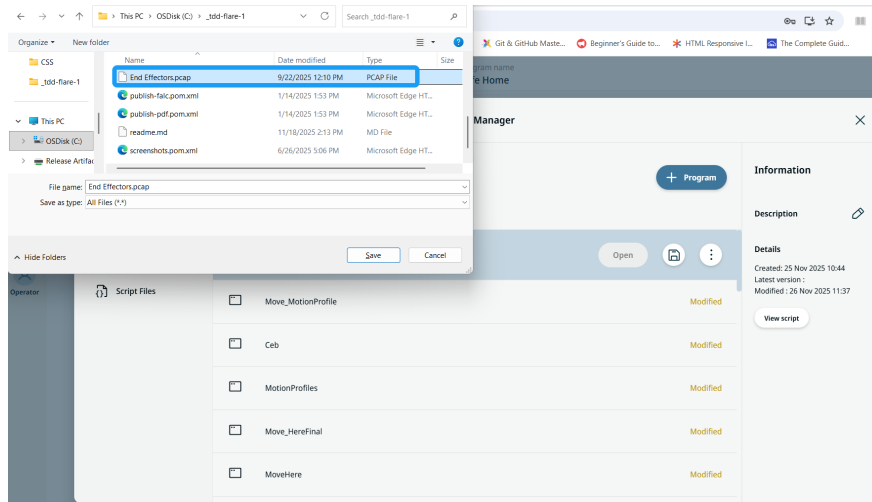 This PC > OSDisk (C:) > _tdd-flare-1
Search _tdd-flare-1
Organize
New folder
Name Date modified Type Size
CSS
_tdd-flare-1
This PC
OSDisk (C:)
Release Artifac
End Effectors.pcap 9/22/2025 12:10 PM PCAP File
publish-falc.pom.xml 1/14/2025 1:53 PM Microsoft Edge HT...
publish-pdf.pom.xml 1/14/2025 1:53 PM Microsoft Edge HT...
readme.md 11/18/2025 2:13 PM MD File
screenshots.pom.xml 6/26/2025 5:06 PM Microsoft Edge HT...
File name: End Effectors.pcap
Save as type: All Files (*.*)
Hide Folders
Save
Cancel
Git & GitHub Maste...
Beginner's Guide to...
HTML Responsive I...
The Complete Guid...
gram name
e Home
Manager
+ Program
Open
Operator
Script Files
Move_MotionProfile Modified
Ceb Modified
MotionProfiles Modified
Move_HereFinal Modified
MoveHere Modified
Information
Description
Details
Created: 25 Nov 2025 10:44
Latest version :
Modified : 26 Nov 2025 11:37
View script